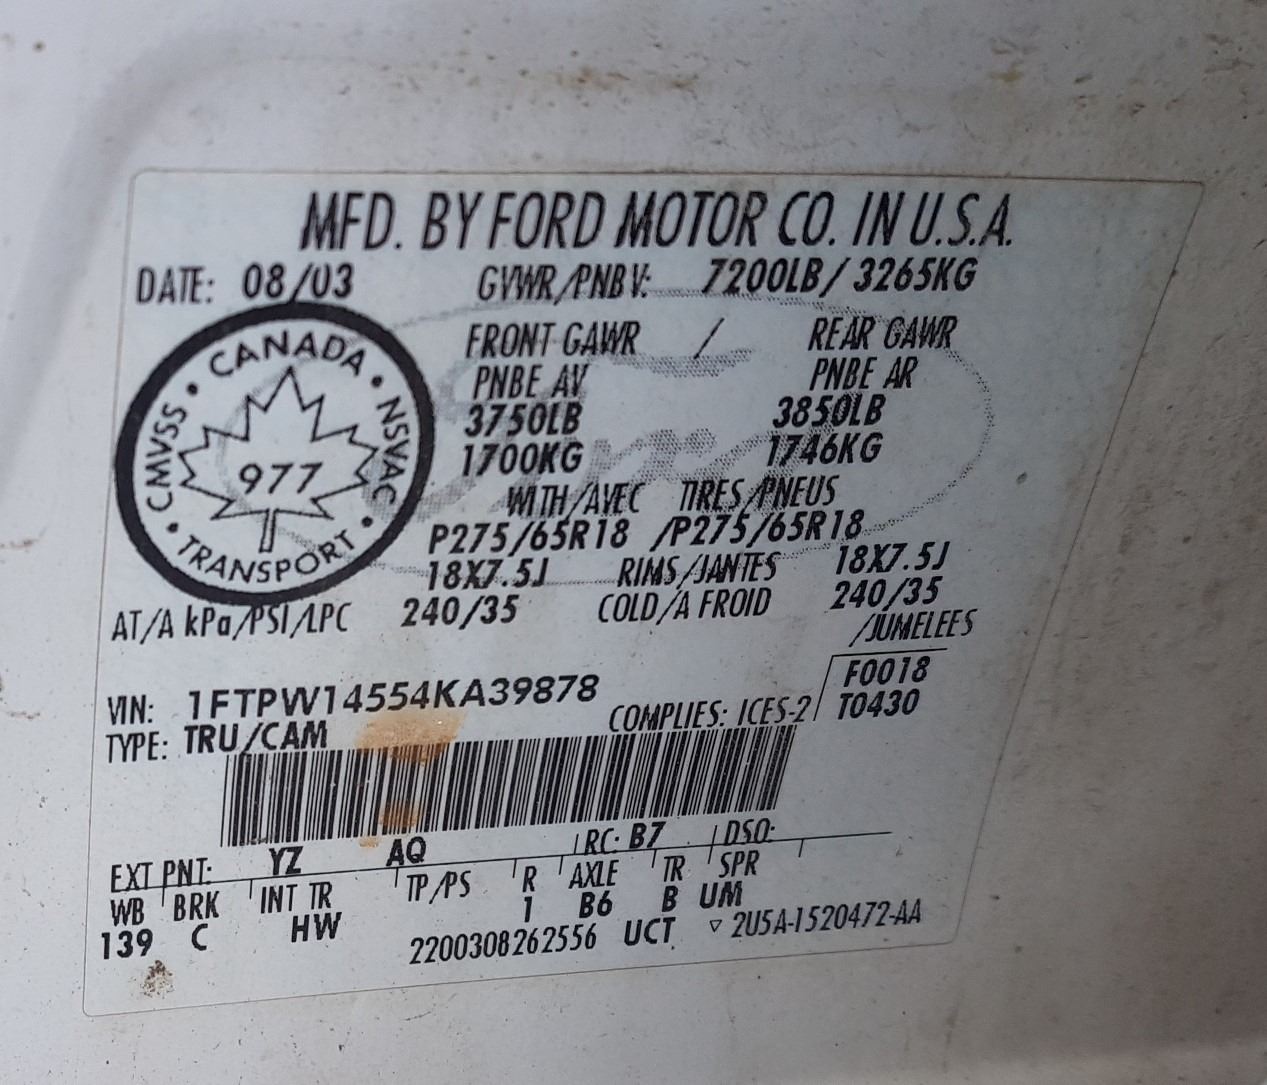 MFD. BY FORD MOTOR CO. IN U.S.A.
DATE: 08/03 GVWR/PNBV: 7200LB/ 3265KG
FRONT GAWR / REAR GAWR
PNBE AV PNBE AR
3750LB 3850LB
1700KG 1746KG
WITH/AVEC TIRES/PNEUS
P275/65R18 /P275/65R18
18X7.5J RIMS/JANTES 18X7.5J
AT/A kPa/PSI/LPC 240/35 COLD/A FROID 240/35
/JUMELEES
CANADA
CMVSS • NSVAC
977
TRANSPORT
Ford
VIN: 1FTPW14554KA39878 F0018
TYPE: TRU/CAM COMPLIES: ICES-2 T0430
EXT PNT: YZ AQ RC: B7 DSO:
WB BRK INT TR TP/PS R AXLE TR SPR
139 C HW 1 B6 B UM
2200308262556 UCT ▽ 2U5A-1520472-AA